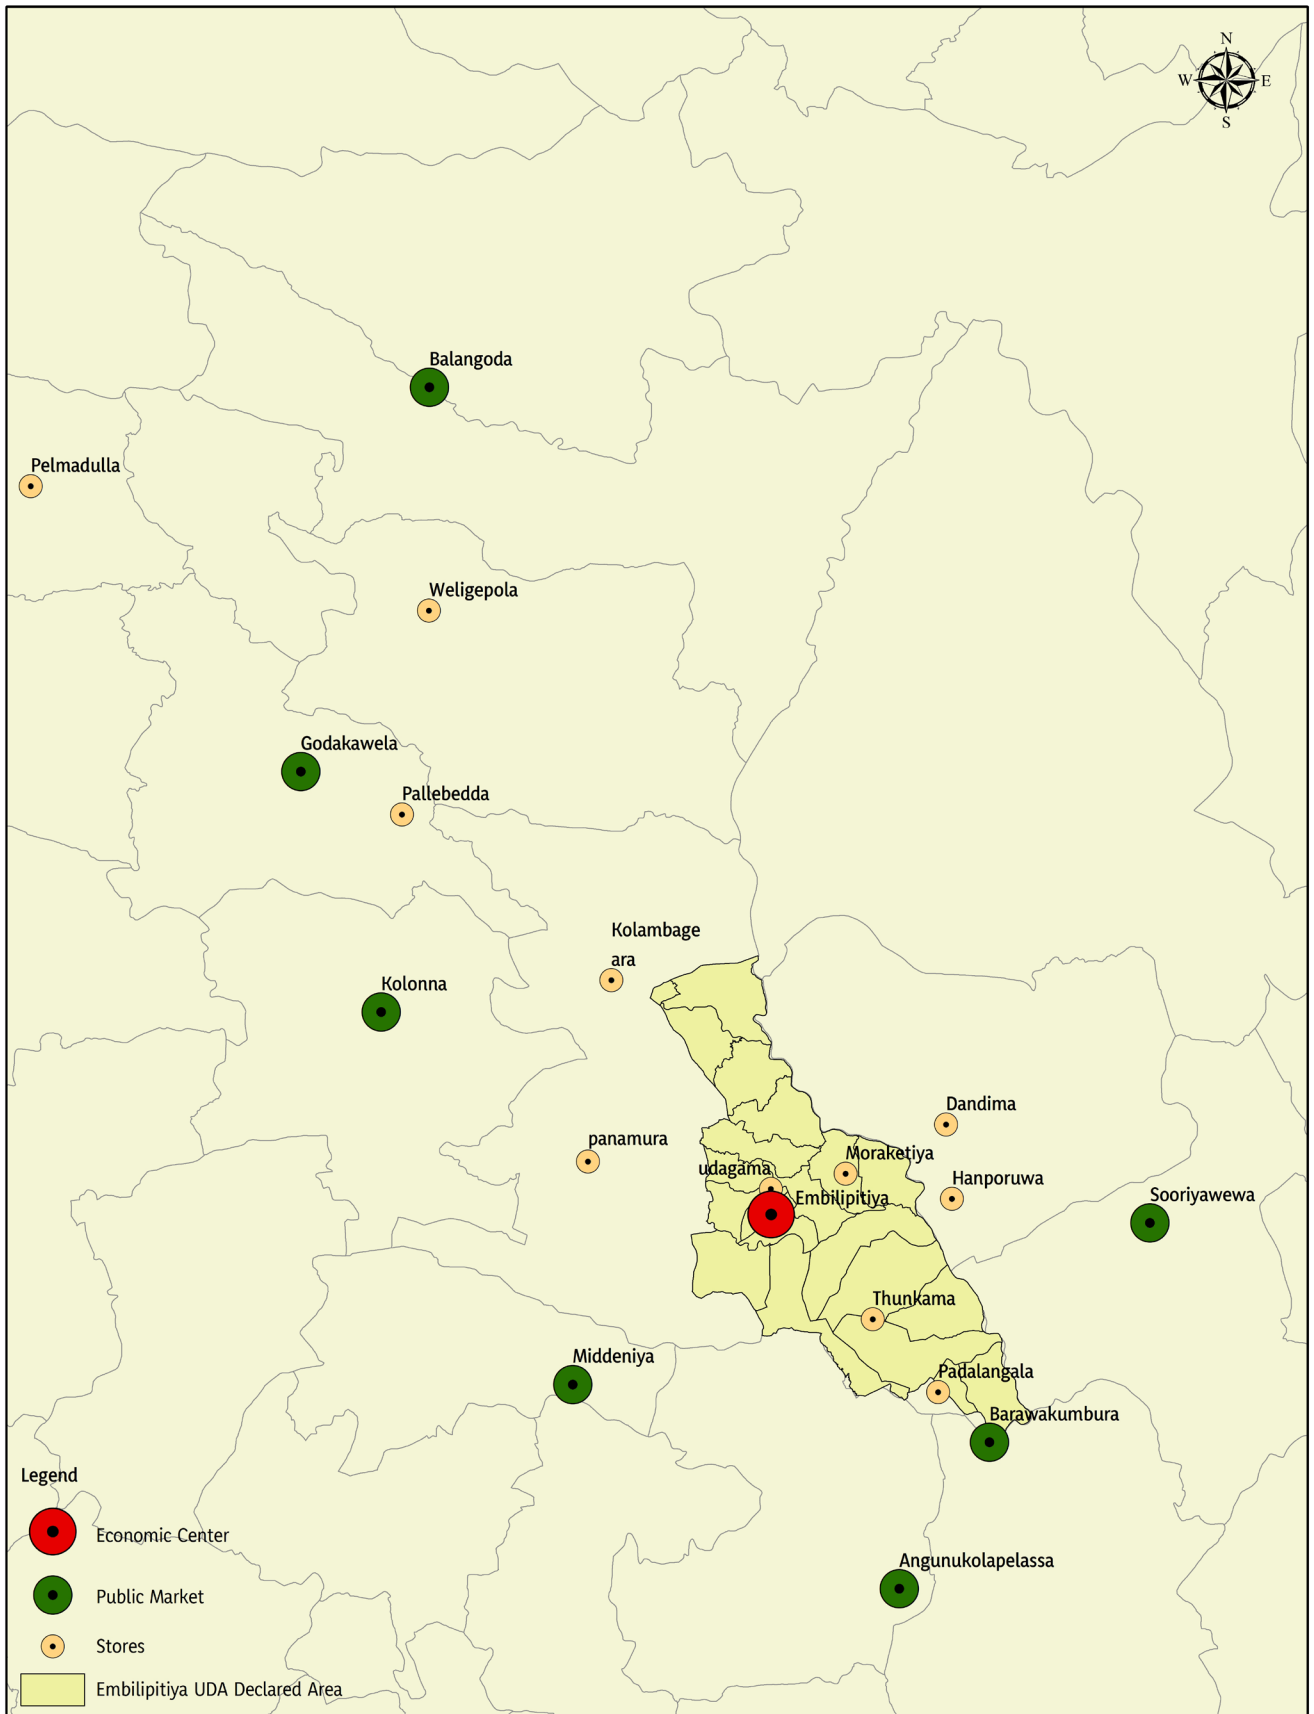 N
W E
S
Balangoda
Pelmadulla
Weligepola
Godakawela
Pallebedda
Kolambage
ara
Kolonna
Dandima
panamura
Moraketiya
udagama
Hanporuwa
Embilipitiya
Sooriyawewa
Thunkama
Middeniya
Padalangala
Barawakumbura
Legend
Economic Center
Angunukolapelassa
Public Market
Stores
Embilipitiya UDA Declared Area